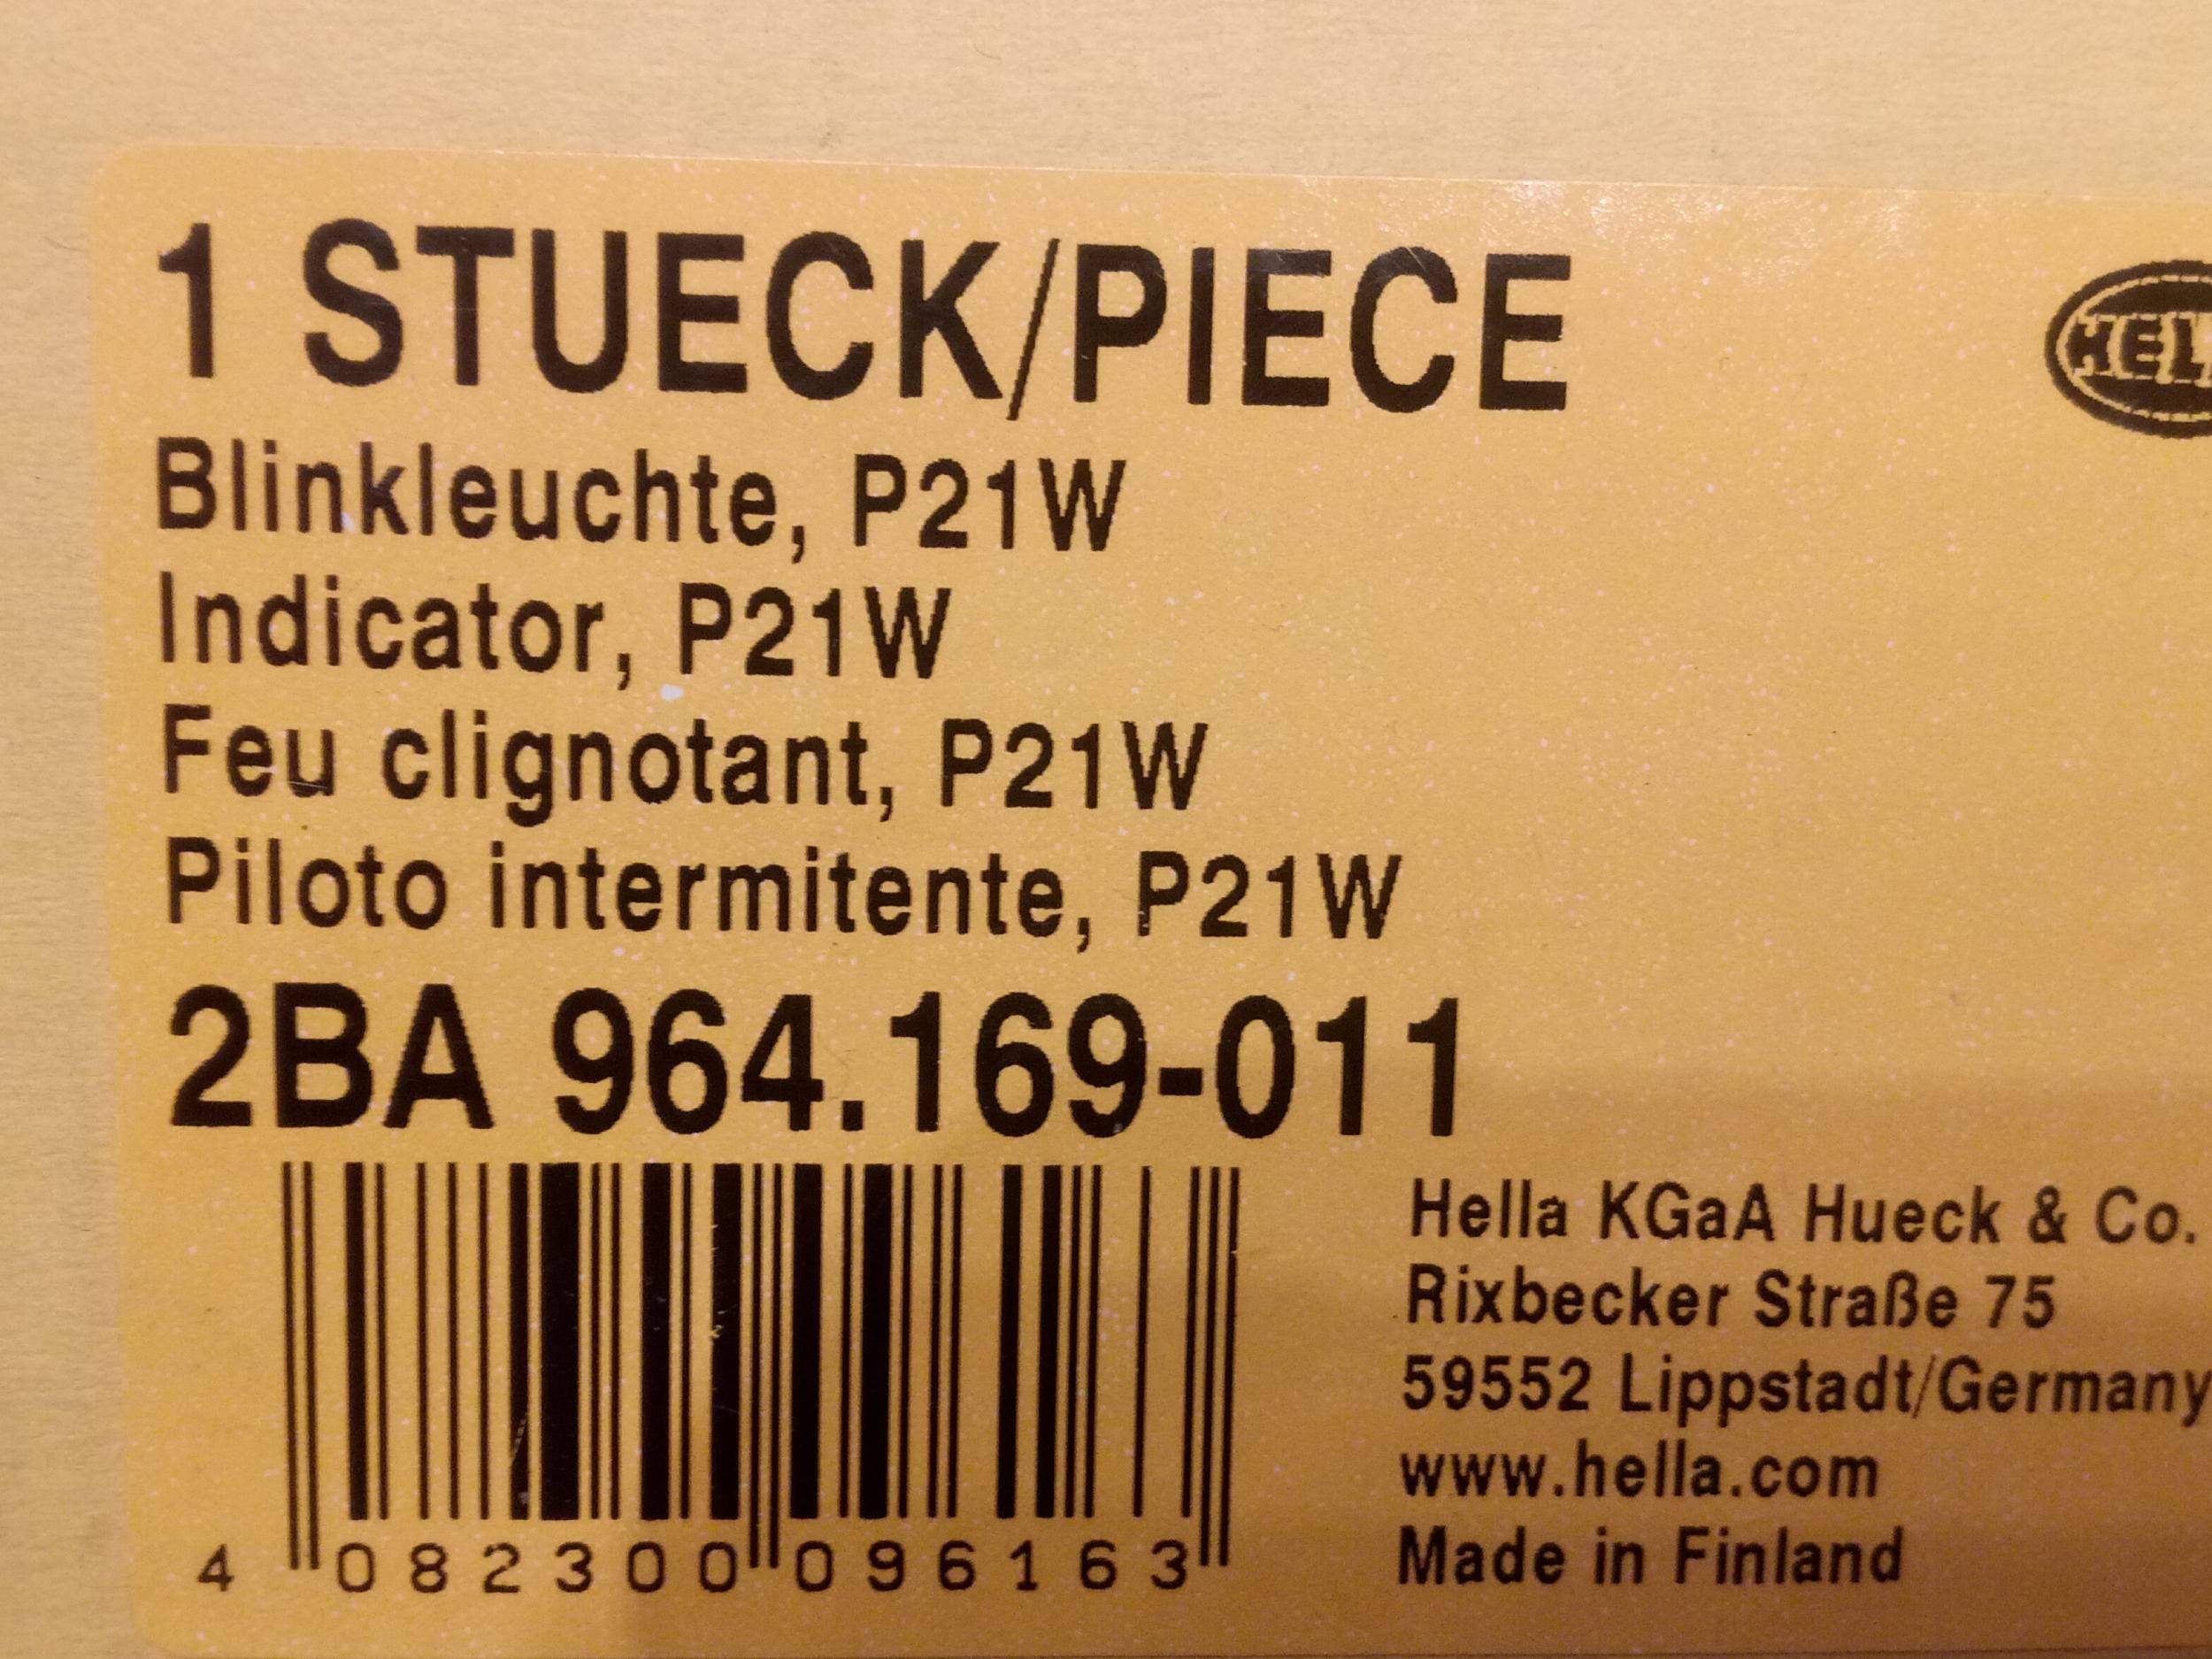 1 STUECK/PIECE
Blinkleuchte, P21W
Indicator, P21W
Feu clignotant, P21W
Piloto intermitente, P21W
2BA 964.169-011
4 082300 096163
Hella KGaA Hueck & Co.
Rixbecker Straße 75
59552 Lippstadt/Germany
www.hella.com
Made in Finland